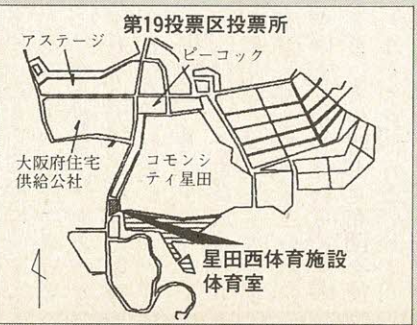 第19投票区投票所
アステージ
ピーコック
大阪府住宅
供給公社
コモンシ
ティ星田
星田西体育施設
体育室